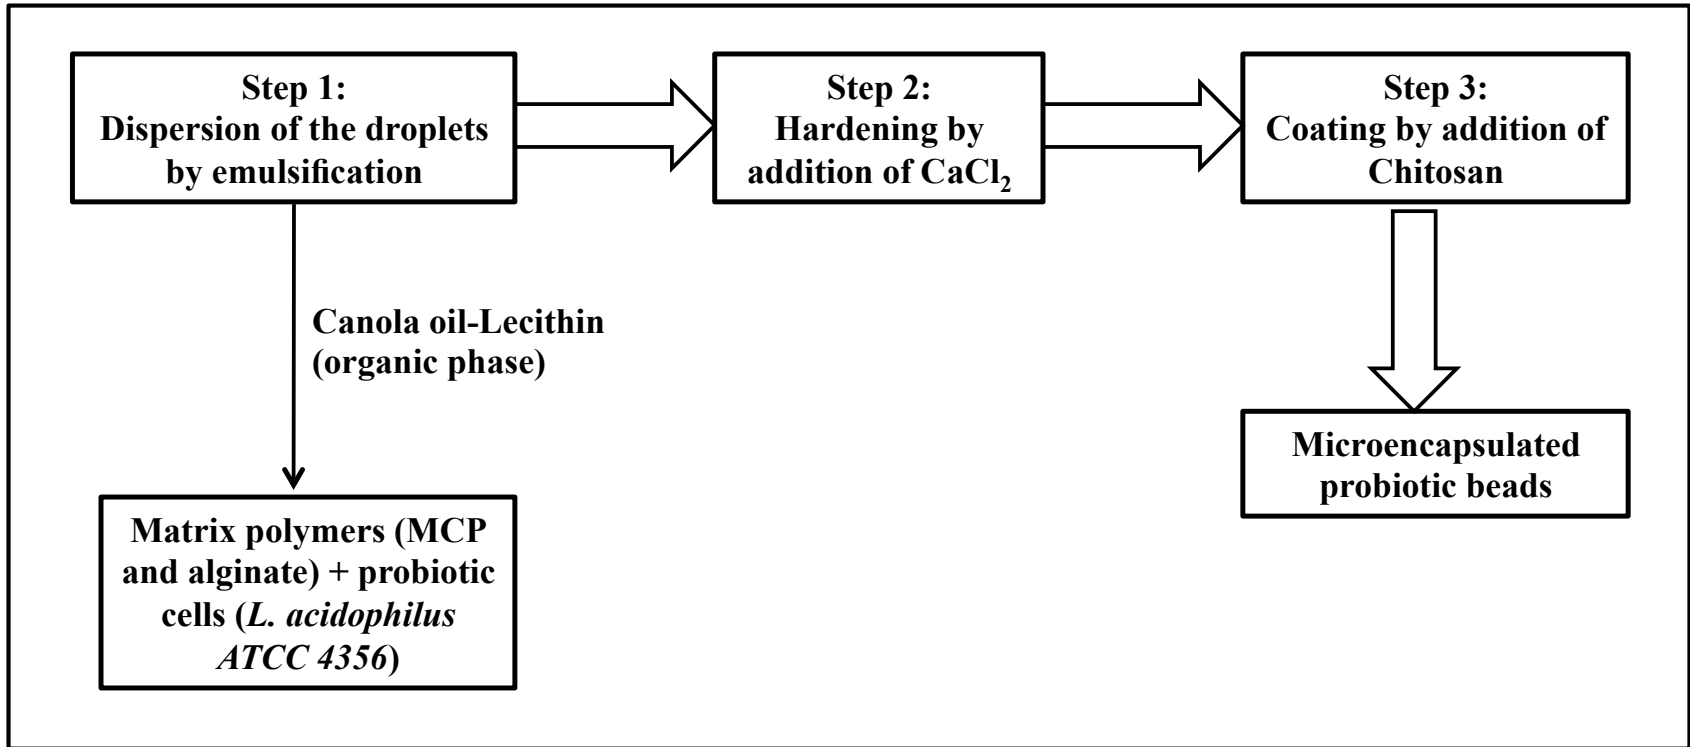 Step 1:
Dispersion of the droplets
by emulsification
Step 2:
Hardening by
addition of CaCl₂
Step 3:
Coating by addition of
Chitosan
Canola oil-Lecithin
(organic phase)
Microencapsulated
probiotic beads
Matrix polymers (MCP
and alginate) + probiotic
cells (L. acidophilus
ATCC 4356)